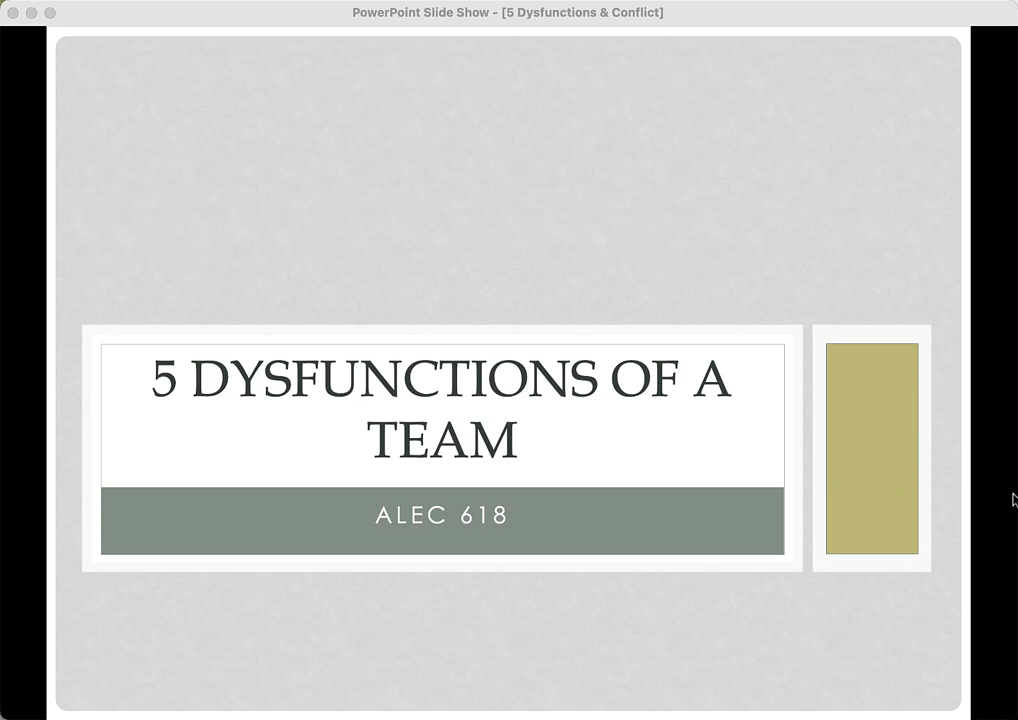 PowerPoint Slide Show - [5 Dysfunctions & Conflict]
5 DYSFUNCTIONS OF A
TEAM
ALEC 618